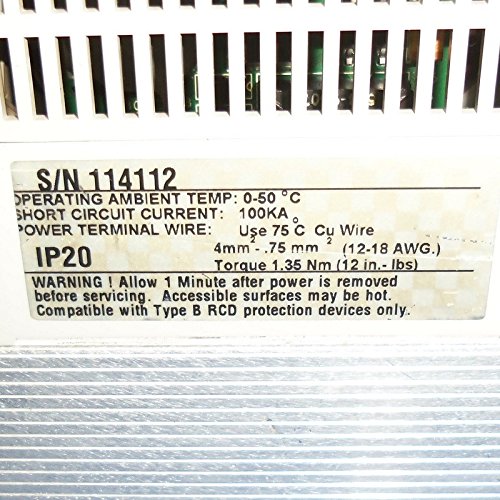 S/N 114112
OPERATING AMBIENT TEMP: 0-50 °C
SHORT CIRCUIT CURRENT: 100KA
POWER TERMINAL WIRE: Use 75 C Cu Wire
4mm² - .75 mm² (12-18 AWG.)
IP20 Torque 1.35 Nm (12 in.- lbs)
WARNING ! Allow 1 Minute after power is removed
before servicing. Accessible surfaces may be hot.
Compatible with Type B RCD protection devices only.